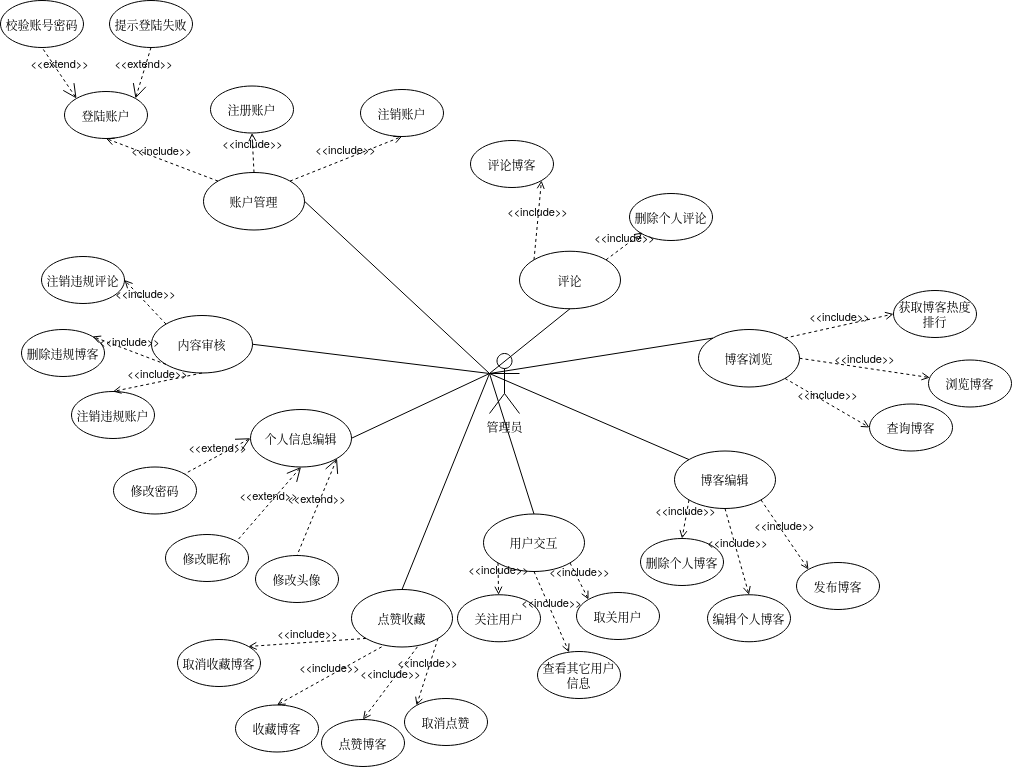 校验账号密码
提示登陆失败
<<extend>>
<<extend>>
登陆账户
注册账户
注销账户
<<include>>
<<include>>
<<include>>
账户管理
评论博客
<<include>>
删除个人评论
<<include>>
评论
注销违规评论
<<include>>
内容审核
<<include>>
删除违规博客
<<include>>
注销违规账户
获取博客热度
排行
<<include>>
博客浏览
<<include>>
浏览博客
<<include>>
查询博客
管理员
个人信息编辑
<<extend>>
修改密码
<<extend>>
<<extend>>
修改昵称
修改头像
博客编辑
<<include>>
<<include>>
<<include>>
删除个人博客
编辑个人博客
发布博客
用户交互
<<include>>
<<include>>
<<include>>
关注用户
取关用户
查看其它用户
信息
点赞收藏
<<include>>
<<include>>
<<include>>
<<include>>
取消收藏博客
收藏博客
点赞博客
取消点赞